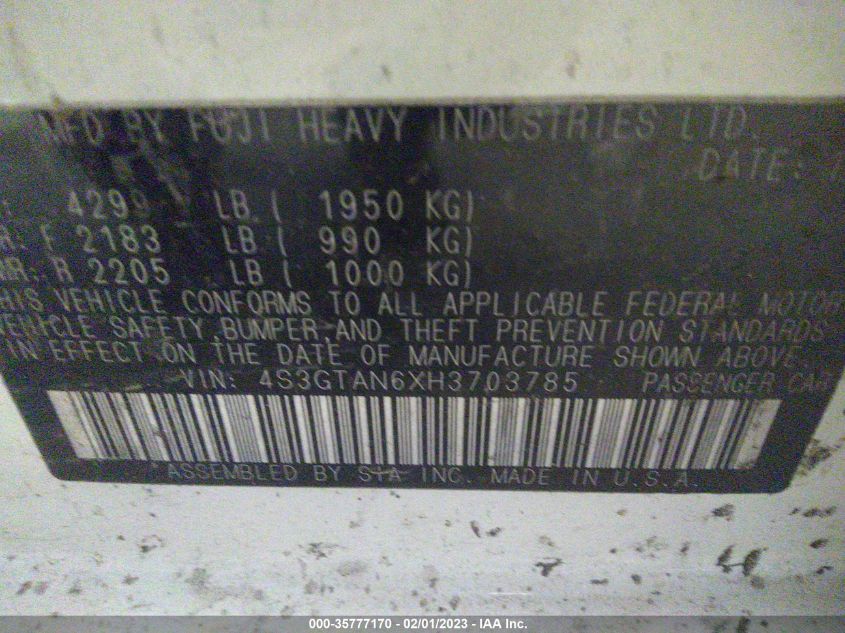 MFD BY FUJI HEAVY INDUSTRIES LTD.
DATE: 1
: 4299 LB ( 1950 KG)
R: F 2183 LB ( 990 KG)
WR: R 2205 LB ( 1000 KG)
HIS VEHICLE CONFORMS TO ALL APPLICABLE FEDERAL MOTOR
VEHICLE SAFETY,BUMPER,AND THEFT PREVENTION STANDARDS
IN EFFECT ON THE DATE OF MANUFACTURE SHOWN ABOVE.
VIN: 4S3GTAN6XH3703785 PASSENGER CAR
ASSEMBLED BY STA INC. MADE IN U.S.A.
000-35777170 - 02/01/2023 - IAA Inc.